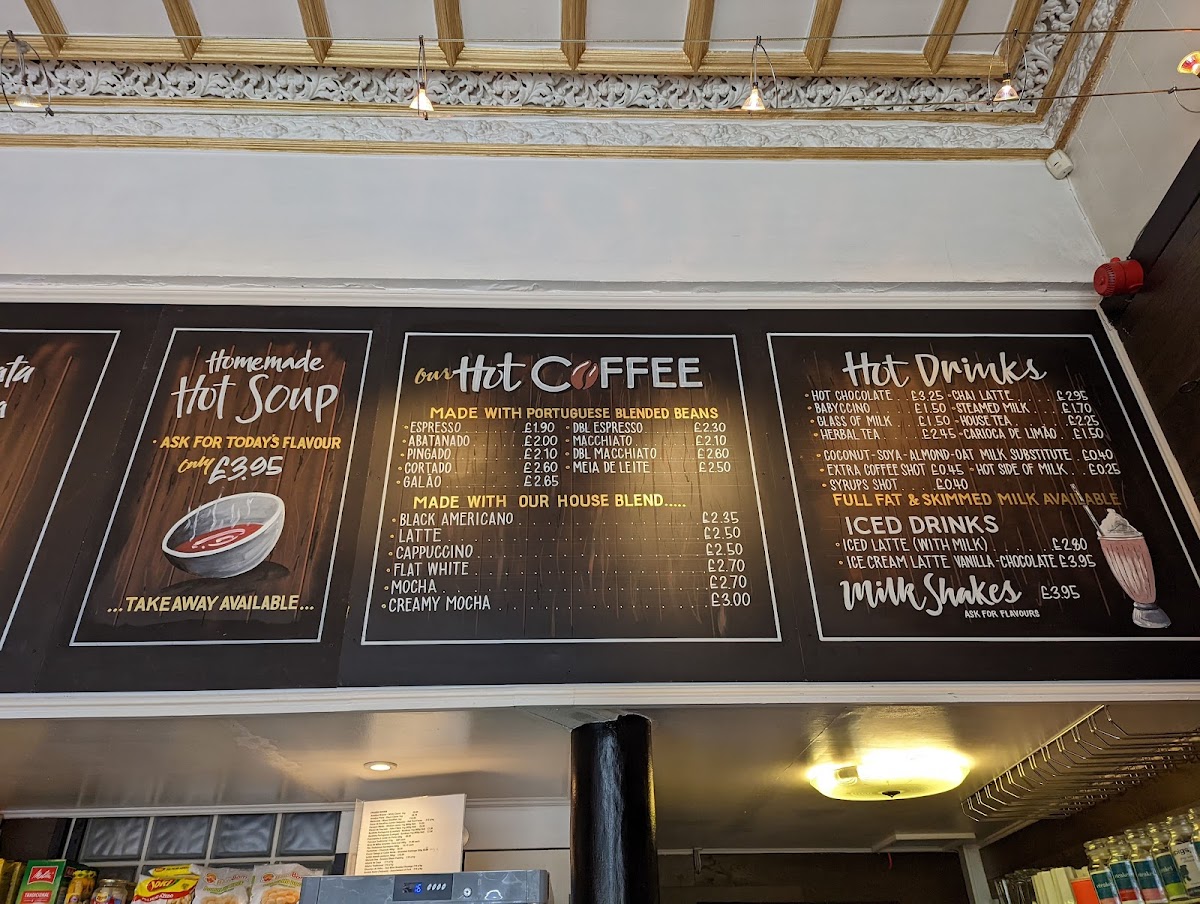 ata
a
Homemade
Hot Soup
· ASK FOR TODAY'S FLAVOUR
only £3.95
...TAKE AWAY AVAILABLE...
our Hot COFFEE
MADE WITH PORTUGUESE BLENDED BEANS
· ESPRESSO £1.90 · DBL ESPRESSO £2.30
· ABATANADO £2.00 · MACCHIATO £2.10
· PINGADO £2.10 · DBL MACCHIATO £2.60
· CORTADO £2.60 · MEIA DE LEITE £2.50
· GALÃO £2.65
MADE WITH OUR HOUSE BLEND.....
· BLACK AMERICANO £2.35
· LATTE £2.50
· CAPPUCCINO £2.50
· FLAT WHITE £2.70
· MOCHA £2.70
· CREAMY MOCHA £3.00
Hot Drinks
· HOT CHOCOLATE £3.25 · CHAI LATTE £2.95
· BABYCCINO £1.50 · STEAMED MILK £1.70
· GLASS OF MILK £1.50 · HOUSE TEA £2.25
· HERBAL TEA £2.45 · CARIOCA DE LIMÃO £1.50
· COCONUT-SOYA-ALMOND-OAT MILK SUBSTITUTE £0.40
· EXTRA COFFEE SHOT £0.45 · HOT SIDE OF MILK £0.25
· SYRUPS SHOT £0.40
FULL FAT & SKIMMED MILK AVAILABLE
ICED DRINKS
· ICED LATTE (WITH MILK) £2.80
· ICE CREAM LATTE VANILLA - CHOCOLATE £3.95
Milk Shakes £3.95
ASK FOR FLAVOURS
Melitta
TRADICIONAL